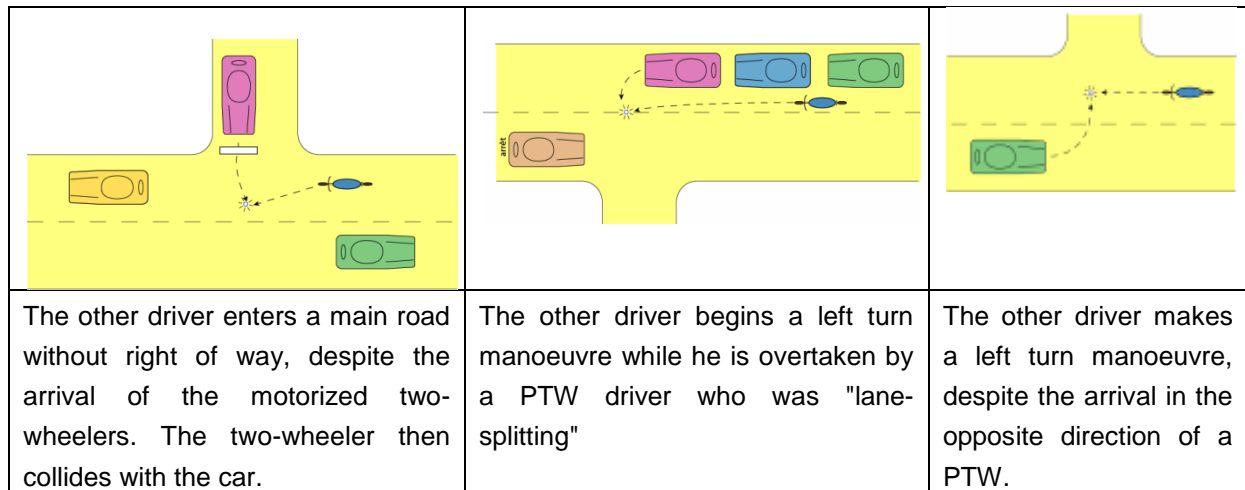 arrêt
The other driver enters a main road
without right of way, despite the
arrival of the motorized two-
wheelers. The two-wheeler then
collides with the car.
The other driver begins a left turn
manoeuvre while he is overtaken by
a PTW driver who was "lane-
splitting"
The other driver makes
a left turn manoeuvre,
despite the arrival in the
opposite direction of a
PTW.